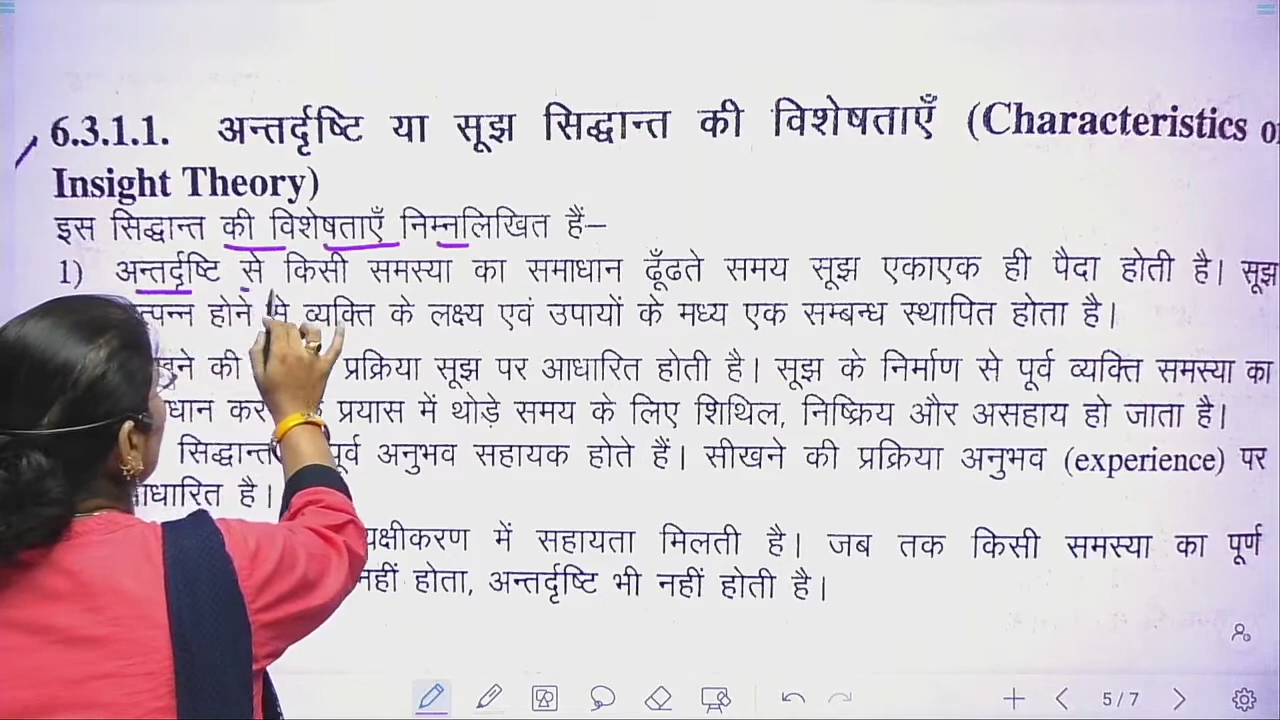 6.3.1.1. अन्तर्दृष्टि या सूझ सिद्धान्त की विशेषताएँ (Characteristics of
Insight Theory)
इस सिद्धान्त की विशेषताएँ निम्नलिखित हैं–
1) अन्तर्दृष्टि से किसी समस्या का समाधान ढूँढते समय सूझ एकाएक ही पैदा होती है। सूझ
होने से व्यक्ति के लक्ष्य एवं उपायों के मध्य एक सम्बन्ध स्थापित होता है।
की प्रक्रिया सूझ पर आधारित होती है। सूझ के निर्माण से पूर्व व्यक्ति समस्या का
प्रयास में थोड़े समय के लिए शिथिल, निष्क्रिय और असहाय हो जाता है।
सिद्धान्त पूर्व अनुभव सहायक होते हैं। सीखने की प्रक्रिया अनुभव (experience) पर
है।
में सहायता मिलती है। जब तक किसी समस्या का पूर्ण
नहीं होता, अन्तर्दृष्टि भी नहीं होती है।
5/7